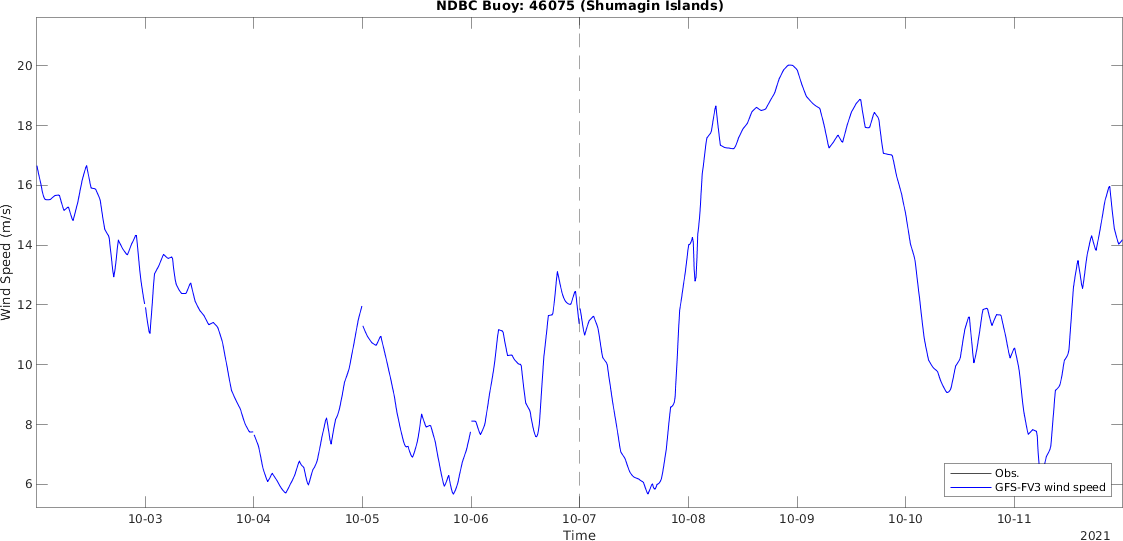 NDBC Buoy: 46075 (Shumagin Islands)
20
18
16
14
12
10
8
6
Wind Speed (m/s)
Obs.
GFS-FV3 wind speed
10-03 10-04 10-05 10-06 10-07 10-08 10-09 10-10 10-11
Time
2021